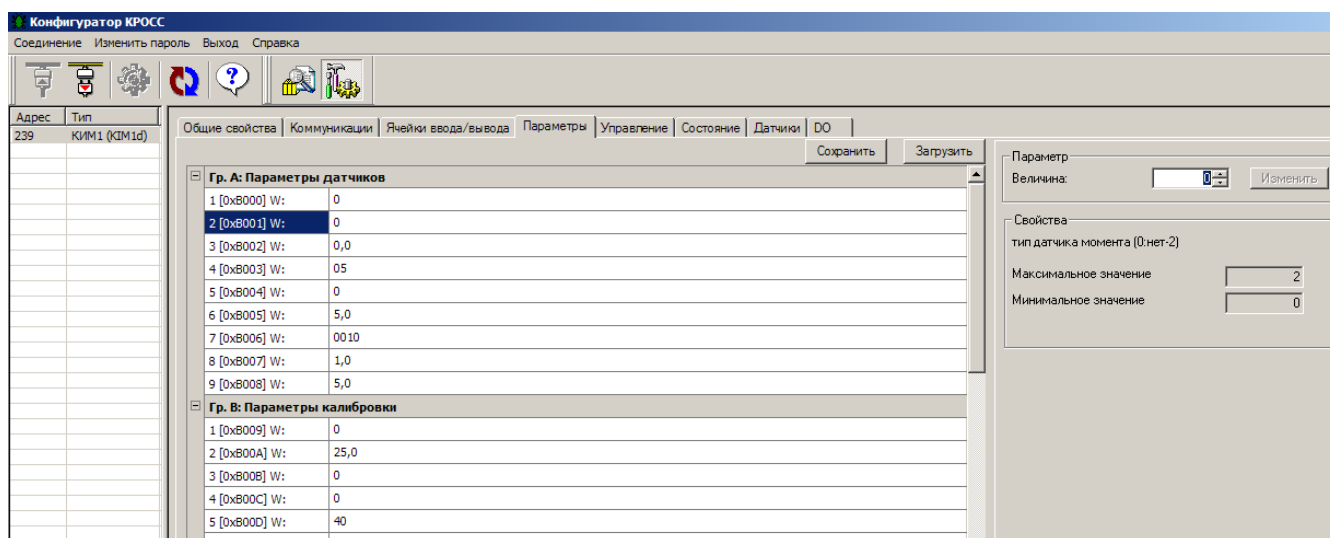 Конфигуратор КРОСС
Соединение Изменить пароль Выход Справка
Адрес Тип
239 КИМ1 (KIM1d)
Общие свойства Коммуникации Ячейки ввода/вывода Параметры Управление Состояние Датчики DO
Сохранить Загрузить
Гр. А: Параметры датчиков
1 [0xB000] W: 0
2 [0xB001] W: 0
3 [0xB002] W: 0,0
4 [0xB003] W: 05
5 [0xB004] W: 0
6 [0xB005] W: 5,0
7 [0xB006] W: 0010
8 [0xB007] W: 1,0
9 [0xB008] W: 5,0
Гр. В: Параметры калибровки
1 [0xB009] W: 0
2 [0xB00A] W: 25,0
3 [0xB00B] W: 0
4 [0xB00C] W: 0
5 [0xB00D] W: 40
Параметр
Величина: 0 Изменить
Свойства
тип датчика момента (0:нет-2)
Максимальное значение 2
Минимальное значение 0